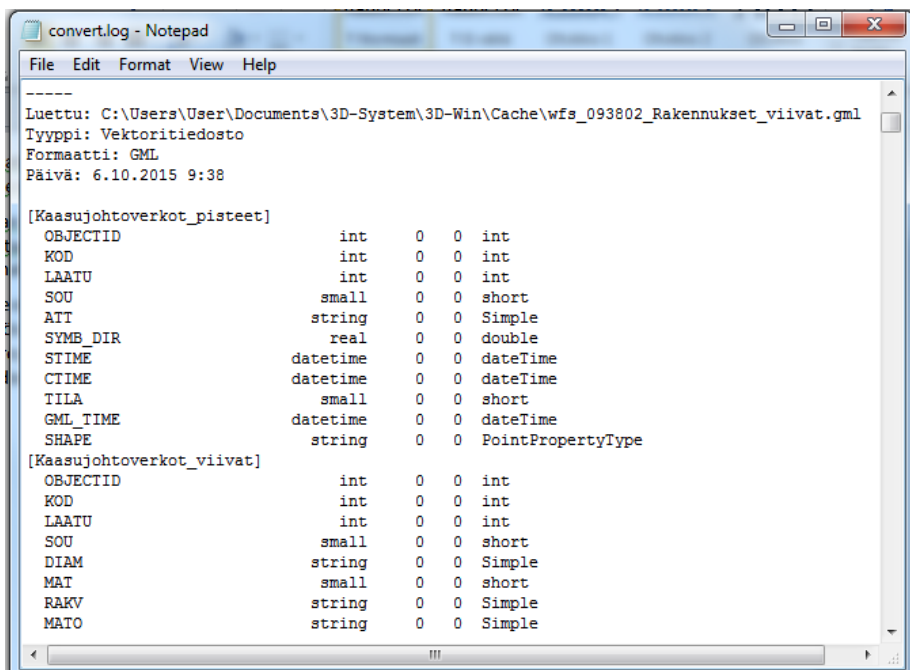 convert.log - Notepad
File Edit Format View Help
-----
Luettu: C:\Users\User\Documents\3D-System\3D-Win\Cache\wfs_093802_Rakennukset_viivat.gml
Tyyppi: Vektoritiedosto
Formaatti: GML
Päivä: 6.10.2015 9:38
[Kaasujohtoverkot_pisteet]
OBJECTID int 0 0 int
KOD int 0 0 int
LAATU int 0 0 int
SOU small 0 0 short
ATT string 0 0 Simple
SYMB_DIR real 0 0 double
STIME datetime 0 0 dateTime
CTIME datetime 0 0 dateTime
TILA small 0 0 short
GML_TIME datetime 0 0 dateTime
SHAPE string 0 0 PointPropertyType
[Kaasujohtoverkot_viivat]
OBJECTID int 0 0 int
KOD int 0 0 int
LAATU int 0 0 int
SOU small 0 0 short
DIAM string 0 0 Simple
MAT small 0 0 short
RAKV string 0 0 Simple
MATO string 0 0 Simple